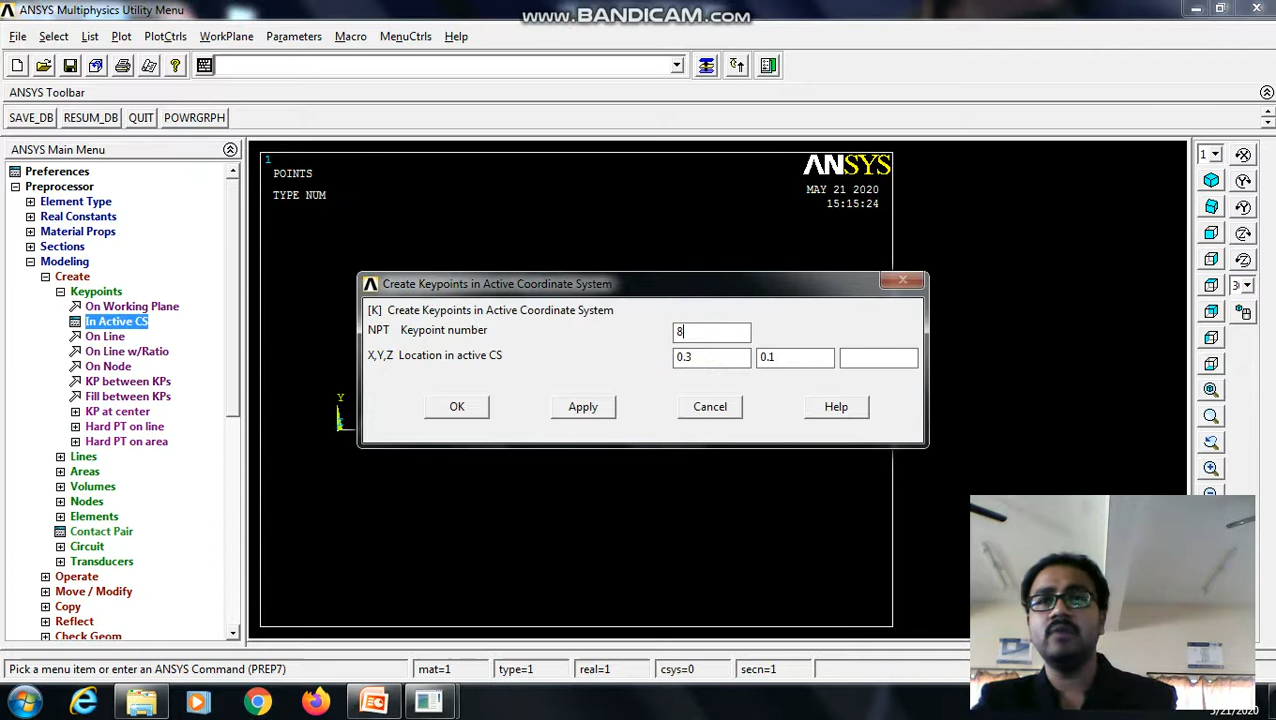 ANSYS Multiphysics Utility Menu
WWW.BANDICAM.COM
File Select List Plot PlotCtrls WorkPlane Parameters Macro MenuCtrls Help
ANSYS Toolbar
SAVE_DB RESUM_DB QUIT POWRGRPH
ANSYS Main Menu
Preferences
Preprocessor
Element Type
Real Constants
Material Props
Sections
Modeling
Create
Keypoints
On Working Plane
In Active CS
On Line
On Line w/Ratio
On Node
KP between KPs
Fill between KPs
KP at center
Hard PT on line
Hard PT on area
Lines
Areas
Volumes
Nodes
Elements
Contact Pair
Circuit
Transducers
Operate
Move / Modify
Copy
Reflect
Check Geom
1
POINTS
TYPE NUM
ANSYS
MAY 21 2020
15:15:24
Y
Create Keypoints in Active Coordinate System
[K] Create Keypoints in Active Coordinate System
NPT Keypoint number 8
X,Y,Z Location in active CS 0.3 0.1
OK Apply Cancel Help
1
Pick a menu item or enter an ANSYS Command (PREP7) mat=1 type=1 real=1 csys=0 secn=1
5/21/2020